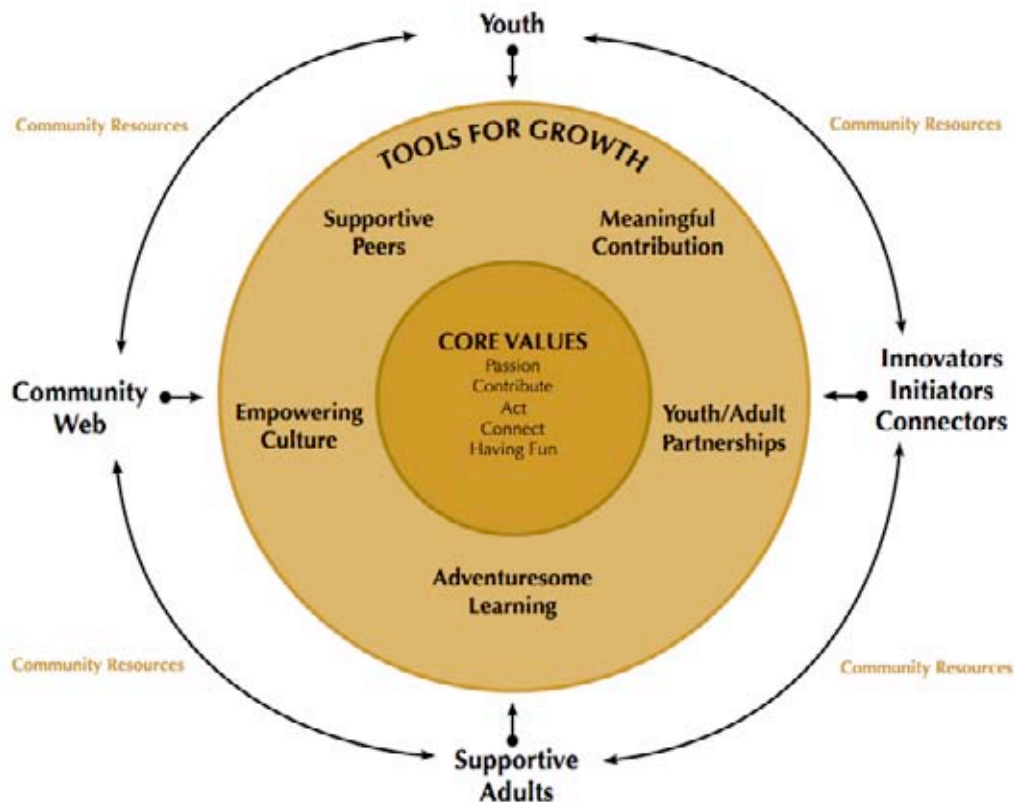 Youth
Community Resources
Community Resources
TOOLS FOR GROWTH
Supportive
Peers
Meaningful
Contribution
CORE VALUES
Passion
Contribute
Act
Connect
Having Fun
Community
Web
Empowering
Culture
Youth/Adult
Partnerships
Innovators
Initiators
Connectors
Adventuresome
Learning
Community Resources
Community Resources
Supportive
Adults